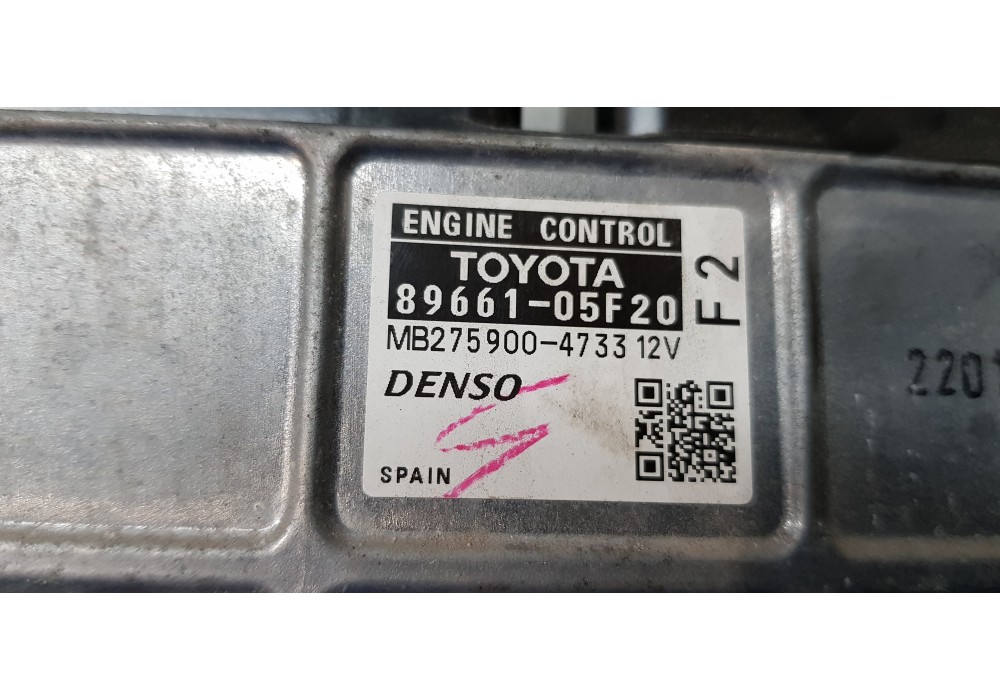 ENGINE CONTROL
TOYOTA
89661-05F20
F2
MB275900-4733 12V
DENSO
SPAIN